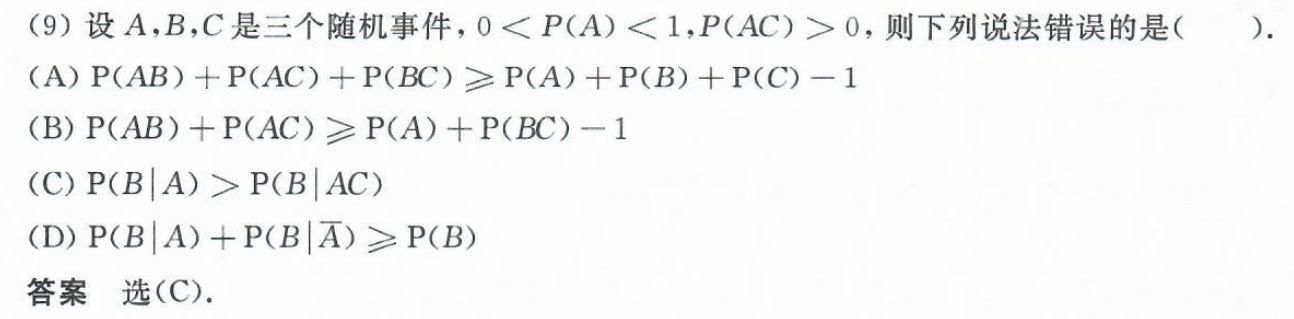 (9) 设 A,B,C 是三个随机事件, 0 < P(A) < 1,P(AC) > 0, 则下列说法错误的是(  ).
(A) P(AB) + P(AC) + P(BC) ⩾ P(A) + P(B) + P(C) − 1
(B) P(AB) + P(AC) ⩾ P(A) + P(BC) − 1
(C) P(B|A) > P(B|AC)
(D) P(B|A) + P(B|A̅) ⩾ P(B)
答案 选(C).